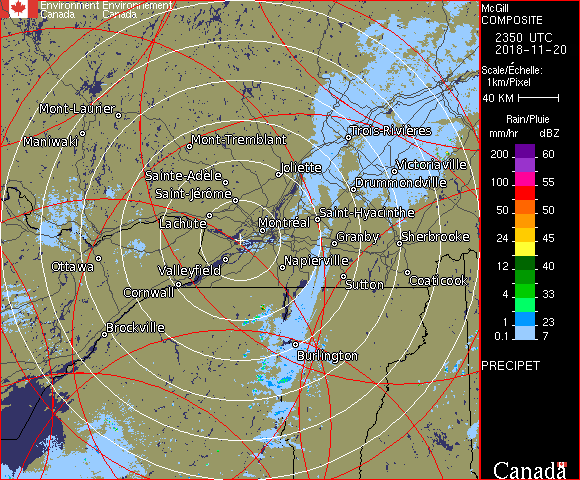 Environment Environnement
Canada Canada
McGill
COMPOSITE
2350 UTC
2018-11-20
Scale/Échelle:
1km/Pixel
40 KM
Rain/Pluie
mm/hr dBZ
200 60
150 55
100 55
50 50
24 45
12 40
4 33
1 23
0.1 7
PRECIPET
Canada
Mont-Laurier
Maniwaki
Mont-Tremblant
Trois-Rivières
Joliette
Victoriaville
Sainte-Adèle
Drummondville
Saint-Jérôme
Saint-Hyacinthe
Lachute
Montréal
Granby
Sherbrooke
Ottawa
Valleyfield
Napierville
Sutton
Coaticook
Cornwall
Brockville
Burlington